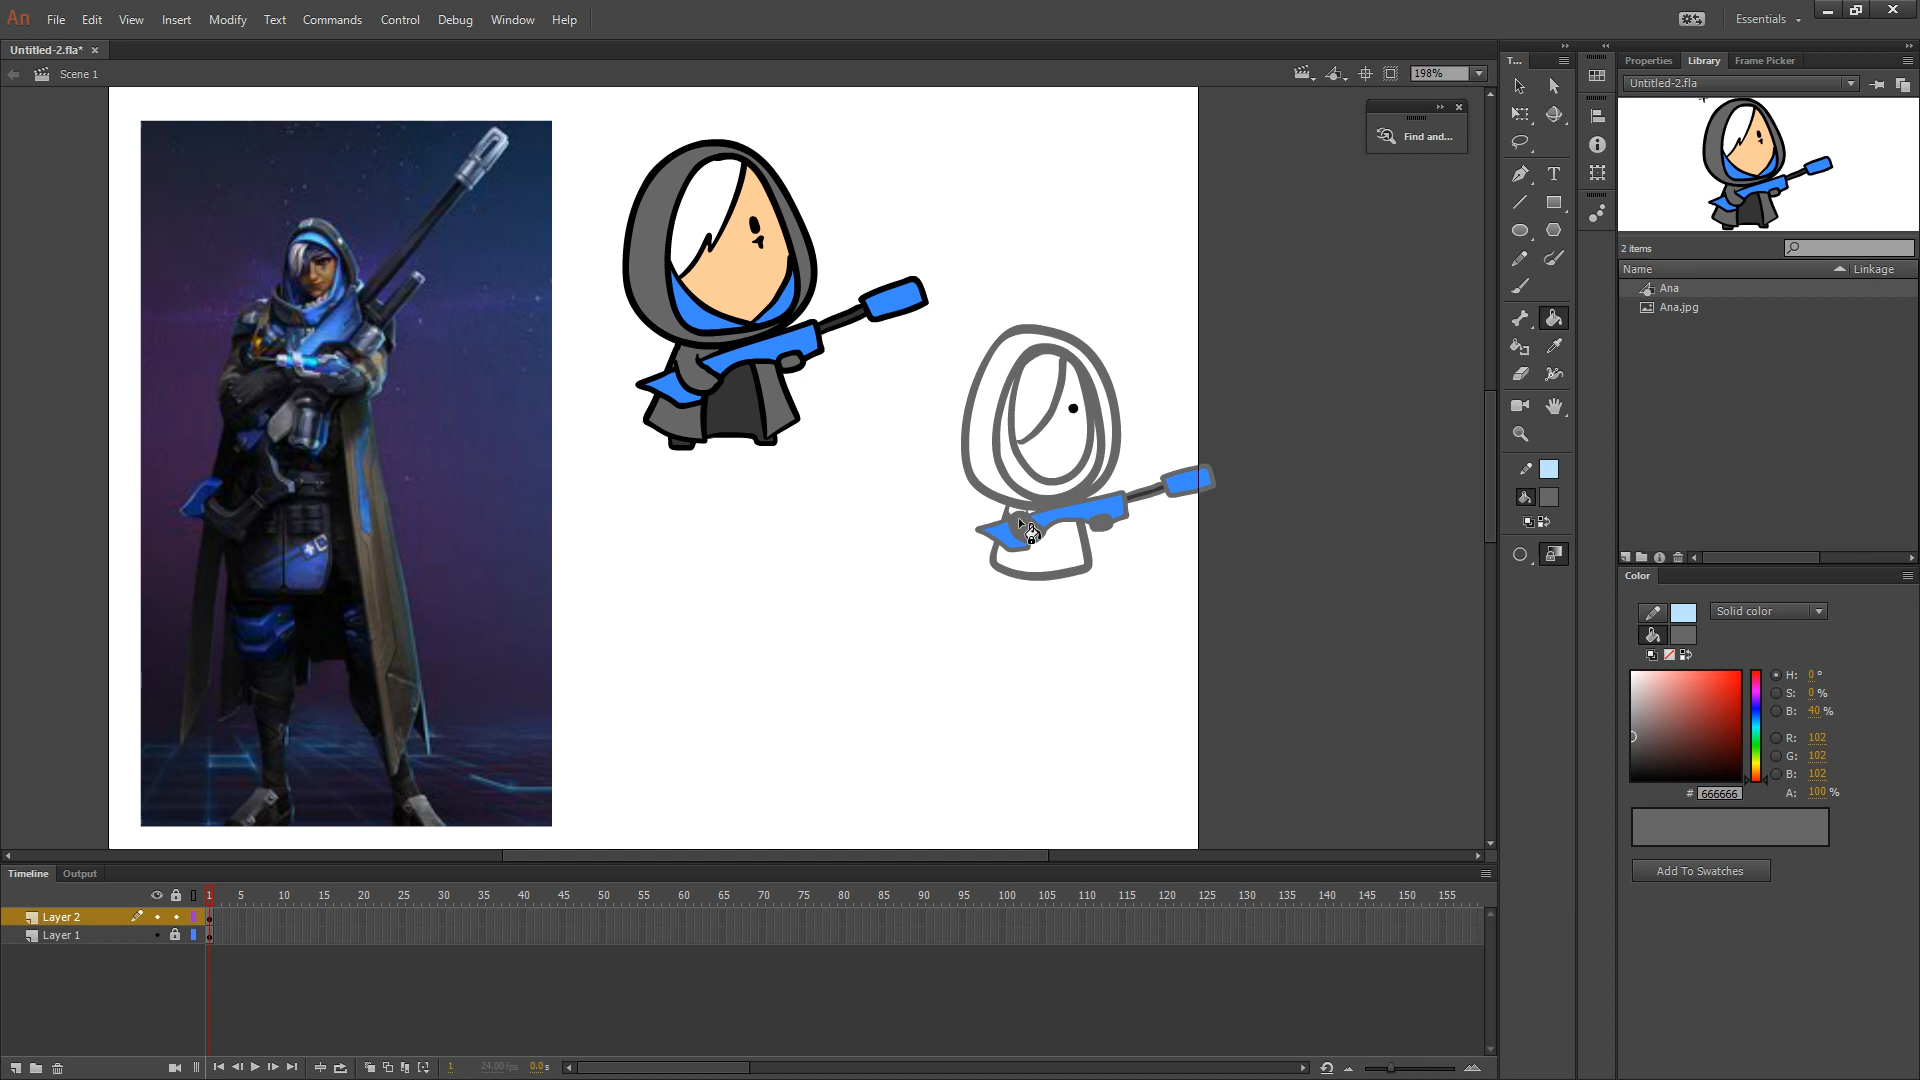 An File Edit View Insert Modify Text Commands Control Debug Window Help Essentials
Untitled-2.fla*
Scene 1 198%
T...
Properties Library Frame Picker
Untitled-2.fla
Find and...
2 items
Name Linkage
Ana
Ana.jpg
Color
Solid color
H: 0 °
S: 0 %
B: 40 %
R: 102
G: 102
B: 102
# 666666 A: 100 %
Add To Swatches
Timeline Output
1 5 10 15 20 25 30 35 40 45 50 55 60 65 70 75 80 85 90 95 100 105 110 115 120 125 130 135 140 145 150 155
Layer 2
Layer 1
1 24.00 fps 0.0 s